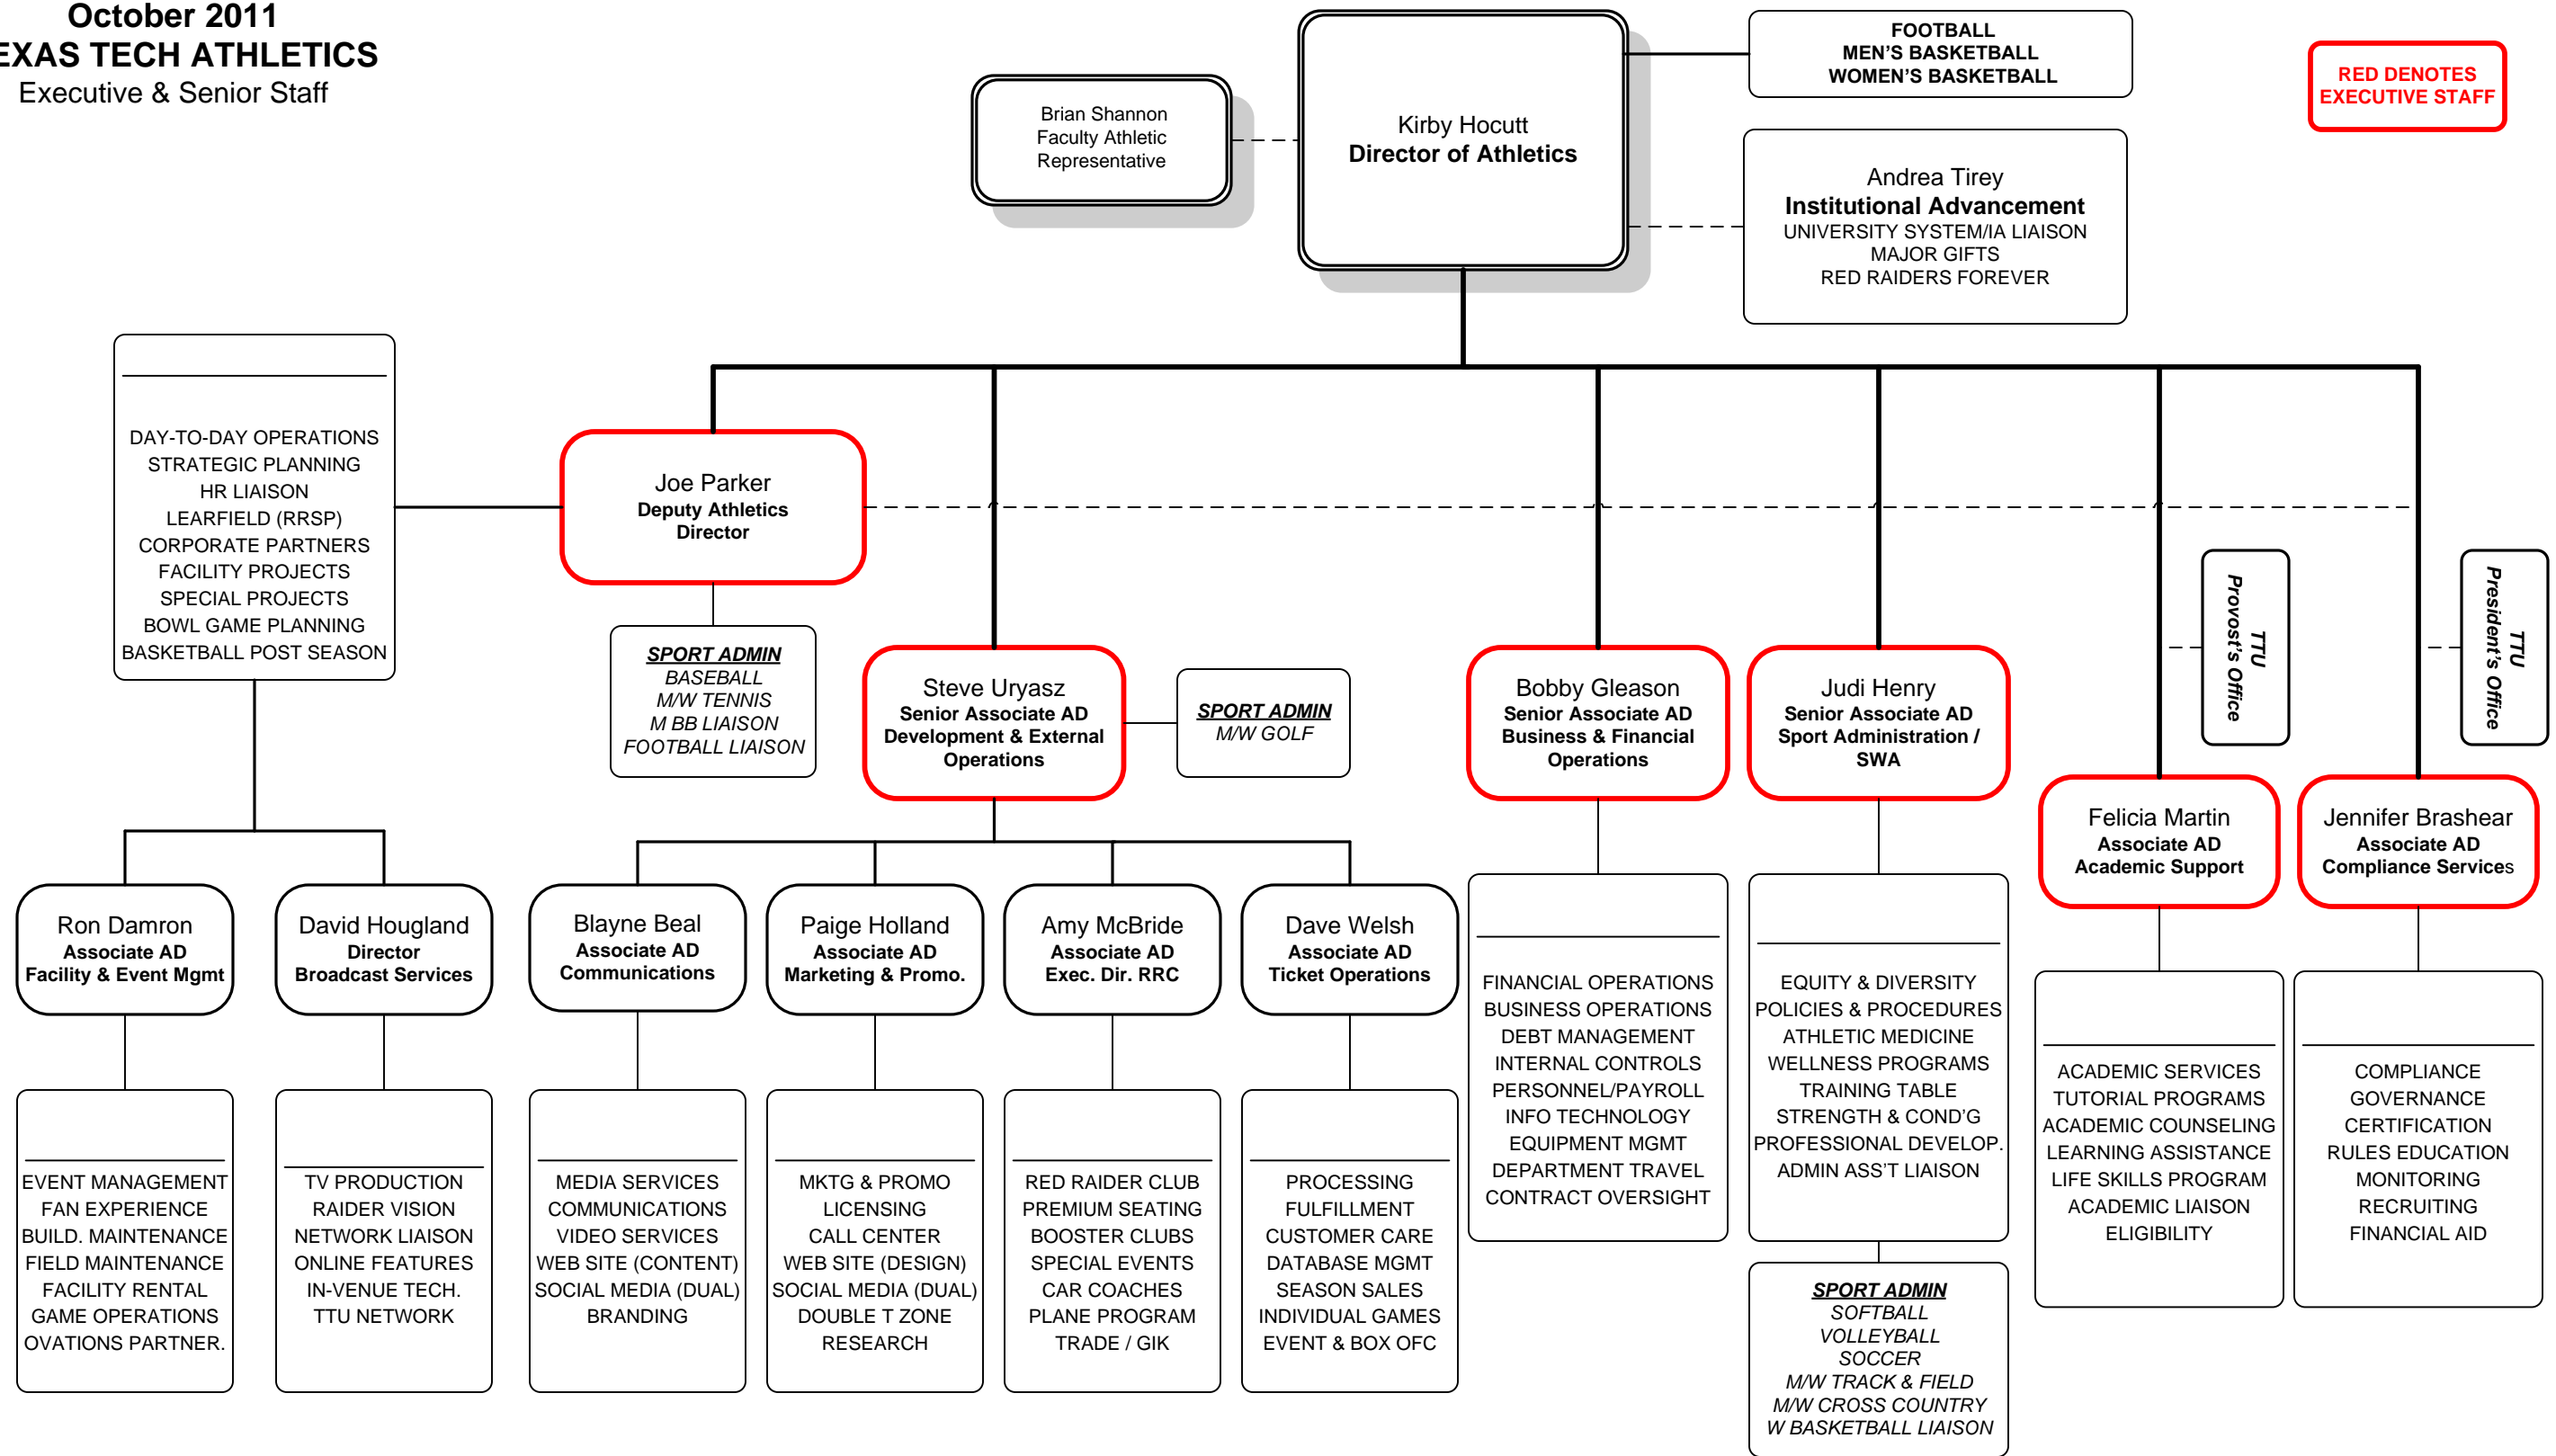 October 2011
EXAS TECH ATHLETICS
Executive & Senior Staff
Brian Shannon
Faculty Athletic
Representative
Kirby Hocutt
Director of Athletics
FOOTBALL
MEN'S BASKETBALL
WOMEN'S BASKETBALL
RED DENOTES
EXECUTIVE STAFF
Andrea Tirey
Institutional Advancement
UNIVERSITY SYSTEM/IA LIAISON
MAJOR GIFTS
RED RAIDERS FOREVER
DAY-TO-DAY OPERATIONS
STRATEGIC PLANNING
HR LIAISON
LEARFIELD (RRSP)
CORPORATE PARTNERS
FACILITY PROJECTS
SPECIAL PROJECTS
BOWL GAME PLANNING
BASKETBALL POST SEASON
Joe Parker
Deputy Athletics
Director
SPORT ADMIN
BASEBALL
M/W TENNIS
M BB LIAISON
FOOTBALL LIAISON
Steve Uryasz
Senior Associate AD
Development & External
Operations
SPORT ADMIN
M/W GOLF
Bobby Gleason
Senior Associate AD
Business & Financial
Operations
Judi Henry
Senior Associate AD
Sport Administration /
SWA
TTU
Provost's Office
TTU
President's Office
Felicia Martin
Associate AD
Academic Support
Jennifer Brashear
Associate AD
Compliance Services
Ron Damron
Associate AD
Facility & Event Mgmt
David Hougland
Director
Broadcast Services
Blayne Beal
Associate AD
Communications
Paige Holland
Associate AD
Marketing & Promo.
Amy McBride
Associate AD
Exec. Dir. RRC
Dave Welsh
Associate AD
Ticket Operations
EVENT MANAGEMENT
FAN EXPERIENCE
BUILD. MAINTENANCE
FIELD MAINTENANCE
FACILITY RENTAL
GAME OPERATIONS
OVATIONS PARTNER.
TV PRODUCTION
RAIDER VISION
NETWORK LIAISON
ONLINE FEATURES
IN-VENUE TECH.
TTU NETWORK
MEDIA SERVICES
COMMUNICATIONS
VIDEO SERVICES
WEB SITE (CONTENT)
SOCIAL MEDIA (DUAL)
BRANDING
MKTG & PROMO
LICENSING
CALL CENTER
WEB SITE (DESIGN)
SOCIAL MEDIA (DUAL)
DOUBLE T ZONE
RESEARCH
RED RAIDER CLUB
PREMIUM SEATING
BOOSTER CLUBS
SPECIAL EVENTS
CAR COACHES
PLANE PROGRAM
TRADE / GIK
PROCESSING
FULFILLMENT
CUSTOMER CARE
DATABASE MGMT
SEASON SALES
INDIVIDUAL GAMES
EVENT & BOX OFC
FINANCIAL OPERATIONS
BUSINESS OPERATIONS
DEBT MANAGEMENT
INTERNAL CONTROLS
PERSONNEL/PAYROLL
INFO TECHNOLOGY
EQUIPMENT MGMT
DEPARTMENT TRAVEL
CONTRACT OVERSIGHT
EQUITY & DIVERSITY
POLICIES & PROCEDURES
ATHLETIC MEDICINE
WELLNESS PROGRAMS
TRAINING TABLE
STRENGTH & COND'G
PROFESSIONAL DEVELOP.
ADMIN ASS'T LIAISON
SPORT ADMIN
SOFTBALL
VOLLEYBALL
SOCCER
M/W TRACK & FIELD
M/W CROSS COUNTRY
W BASKETBALL LIAISON
ACADEMIC SERVICES
TUTORIAL PROGRAMS
ACADEMIC COUNSELING
LEARNING ASSISTANCE
LIFE SKILLS PROGRAM
ACADEMIC LIAISON
ELIGIBILITY
COMPLIANCE
GOVERNANCE
CERTIFICATION
RULES EDUCATION
MONITORING
RECRUITING
FINANCIAL AID